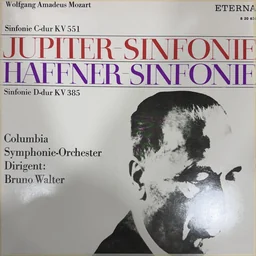 Wolfgang Amadeus Mozart
ETERNA
Sinfonie C-dur KV 551
JUPITER-SINFONIE
HAFFNER-SINFONIE
Sinfonie D-dur KV 385
Columbia
Symphonie-Orchester
Dirigent:
Bruno Walter